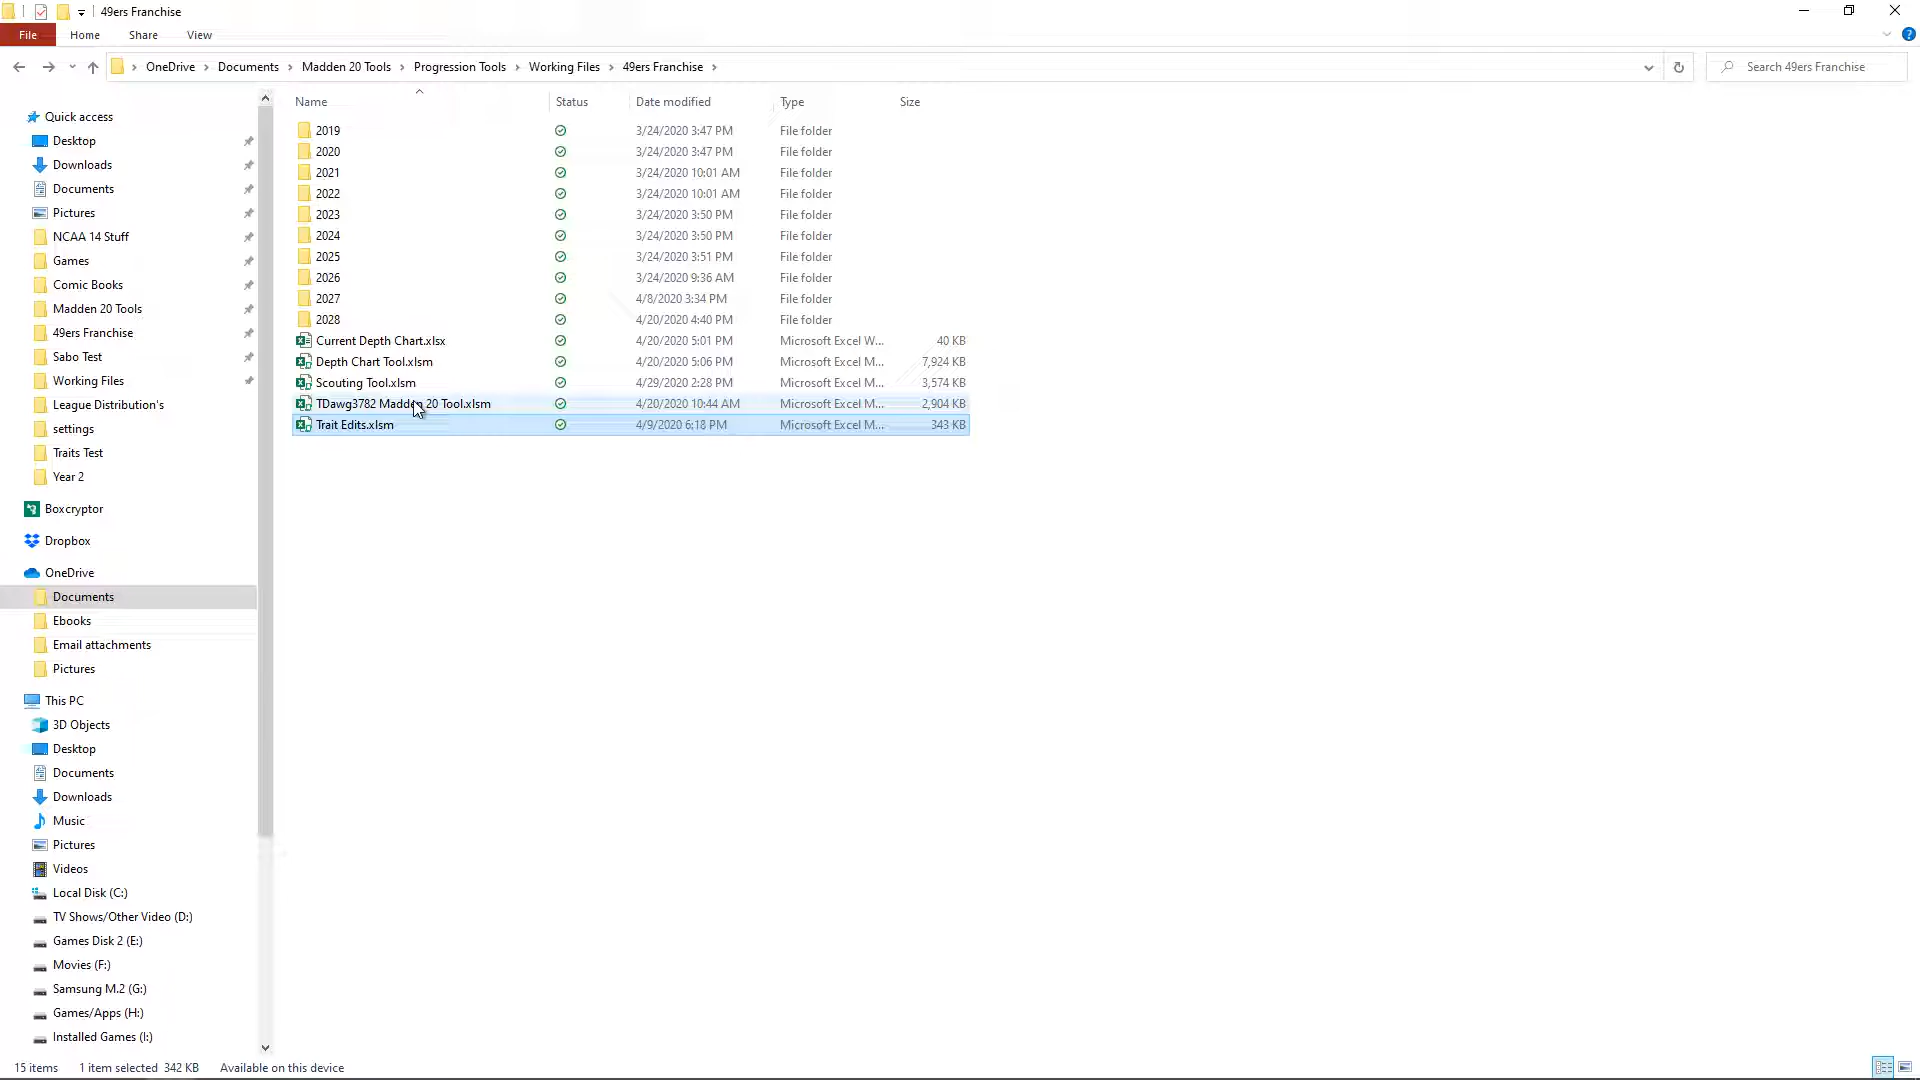 49ers Franchise
File Home Share View
OneDrive Documents Madden 20 Tools Progression Tools Working Files 49ers Franchise Search 49ers Franchise
Name Status Date modified Type Size
2019 3/24/2020 3:47 PM File folder
2020 3/24/2020 3:47 PM File folder
2021 3/24/2020 10:01 AM File folder
2022 3/24/2020 10:01 AM File folder
2023 3/24/2020 3:50 PM File folder
2024 3/24/2020 3:50 PM File folder
2025 3/24/2020 3:51 PM File folder
2026 3/24/2020 9:36 AM File folder
2027 4/8/2020 3:34 PM File folder
2028 4/20/2020 4:40 PM File folder
Current Depth Chart.xlsx 4/20/2020 5:01 PM Microsoft Excel W... 40 KB
Depth Chart Tool.xlsm 4/20/2020 5:06 PM Microsoft Excel M... 7,924 KB
Scouting Tool.xlsm 4/29/2020 2:28 PM Microsoft Excel M... 3,574 KB
TDawg3782 Madden 20 Tool.xlsm 4/20/2020 10:44 AM Microsoft Excel M... 2,904 KB
Trait Edits.xlsm 4/9/2020 6:18 PM Microsoft Excel M... 343 KB
Quick access
Desktop
Downloads
Documents
Pictures
NCAA 14 Stuff
Games
Comic Books
Madden 20 Tools
49ers Franchise
Sabo Test
Working Files
League Distribution's
settings
Traits Test
Year 2
Boxcryptor
Dropbox
OneDrive
Documents
Ebooks
Email attachments
Pictures
This PC
3D Objects
Desktop
Documents
Downloads
Music
Pictures
Videos
Local Disk (C:)
TV Shows/Other Video (D:)
Games Disk 2 (E:)
Movies (F:)
Samsung M.2 (G:)
Games/Apps (H:)
Installed Games (I:)
15 items 1 item selected 342 KB Available on this device